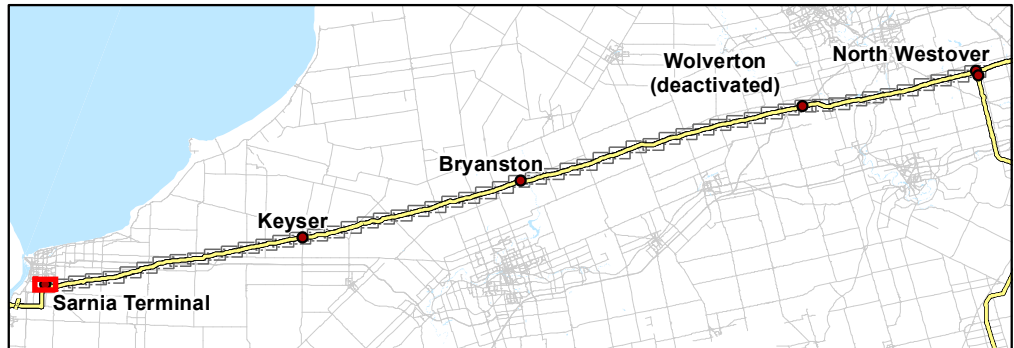 Wolverton
(deactivated)
North Westover
Bryanston
Keyser
Sarnia Terminal